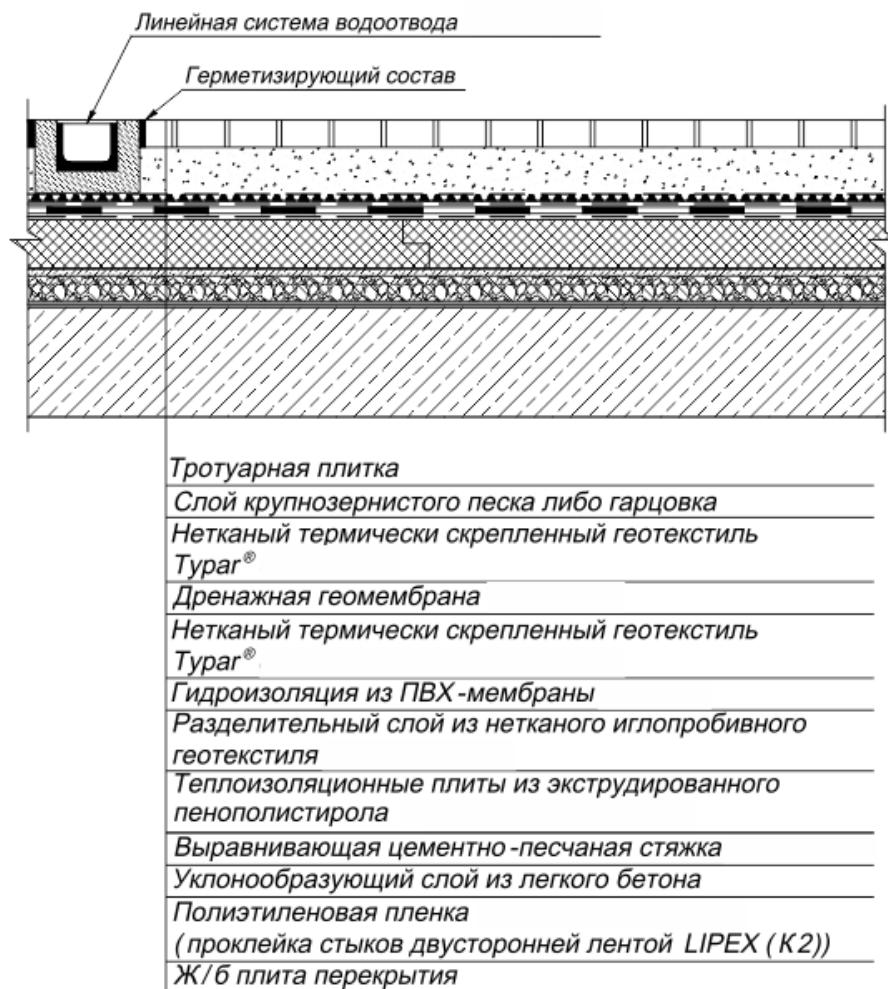 Линейная система водоотвода
Герметизирующий состав
Тротуарная плитка
Слой крупнозернистого песка либо гарцовка
Нетканый термически скрепленный геотекстиль
Typar®
Дренажная геомембрана
Нетканый термически скрепленный геотекстиль
Typar®
Гидроизоляция из ПВХ-мембраны
Разделительный слой из нетканого иглопробивного
геотекстиля
Теплоизоляционные плиты из экструдированного
пенополистирола
Выравнивающая цементно-песчаная стяжка
Уклонообразующий слой из легкого бетона
Полиэтиленовая пленка
(проклейка стыков двусторонней лентой LIPEX (К2))
Ж/б плита перекрытия